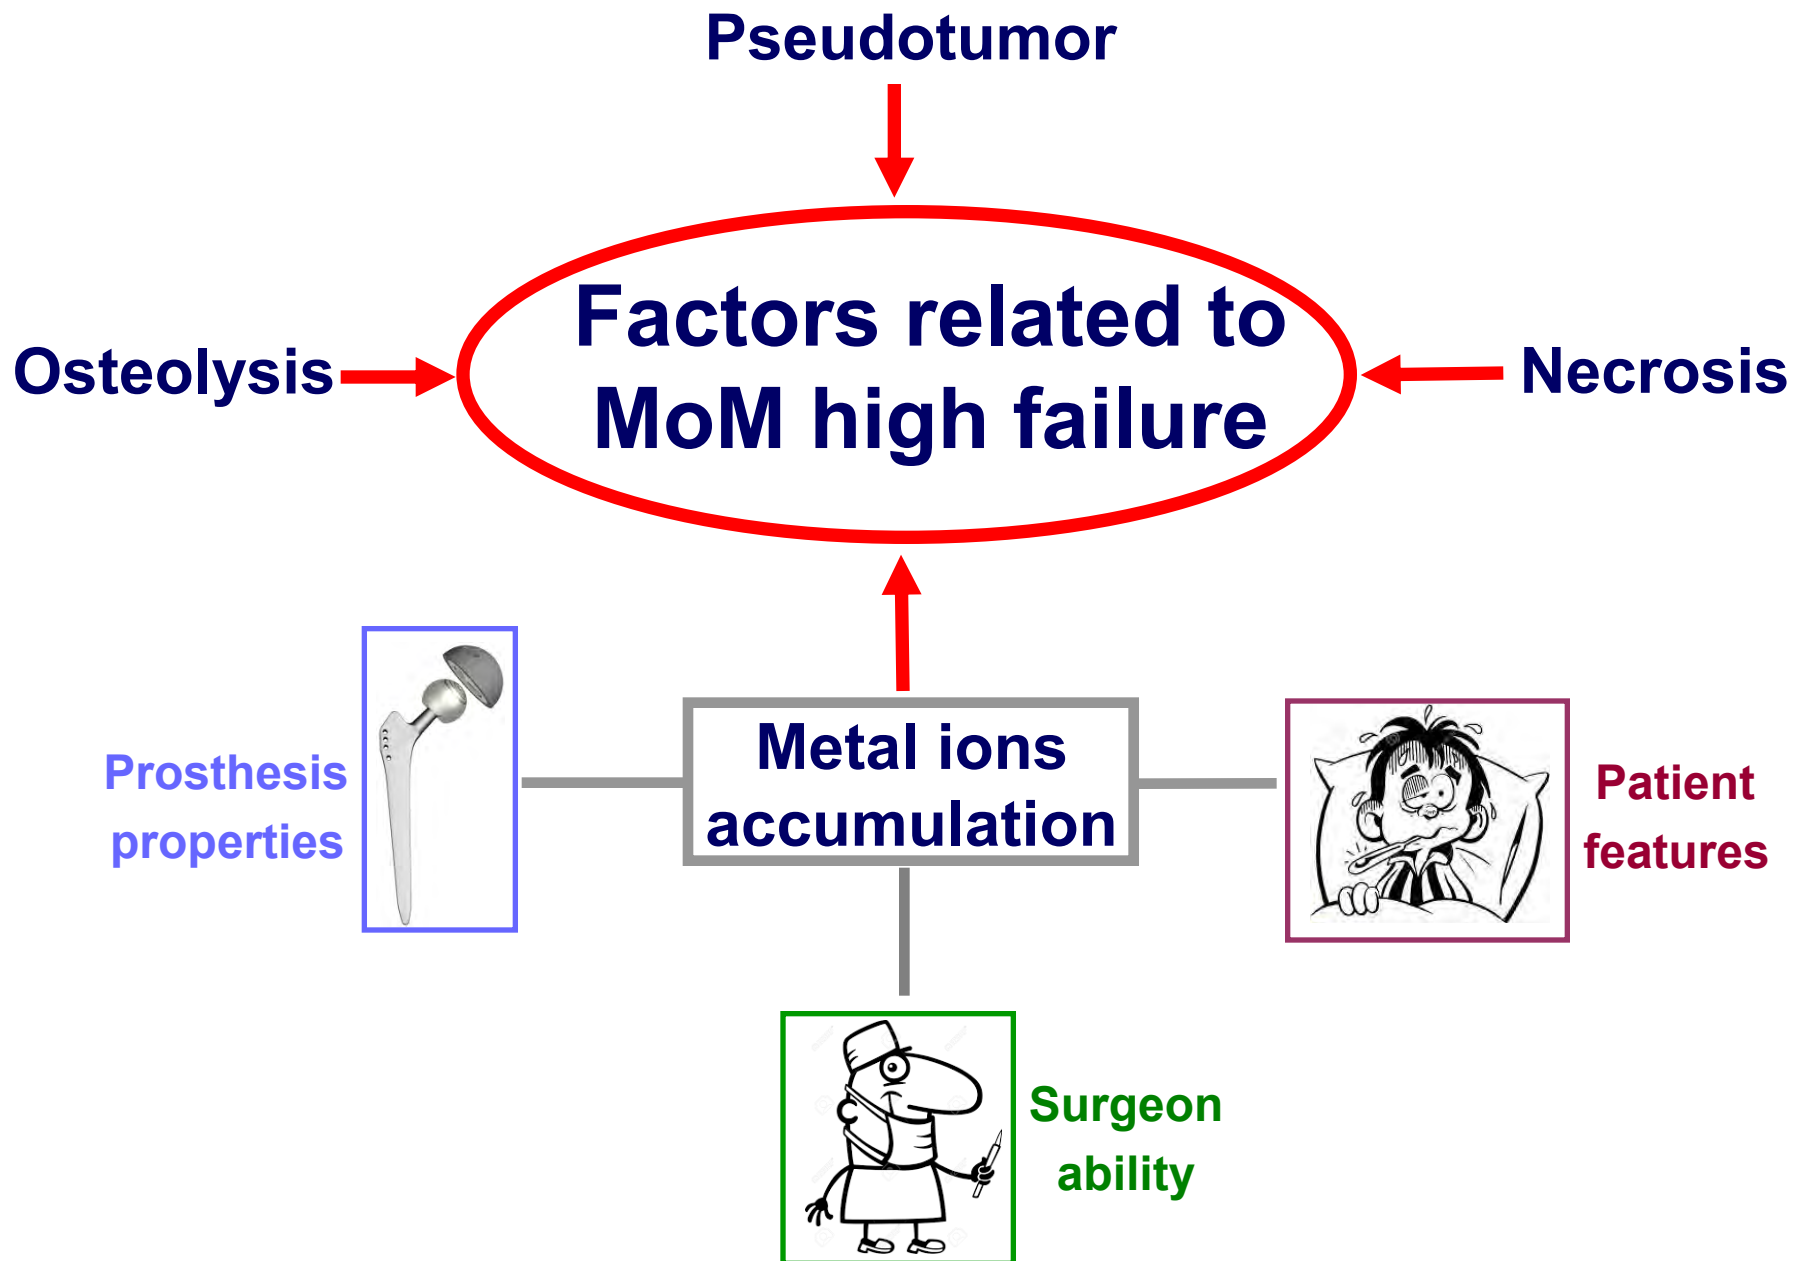 Pseudotumor
Factors related to
MoM high failure
Osteolysis
Necrosis
Metal ions
accumulation
Prosthesis
properties
Patient
features
Surgeon
ability